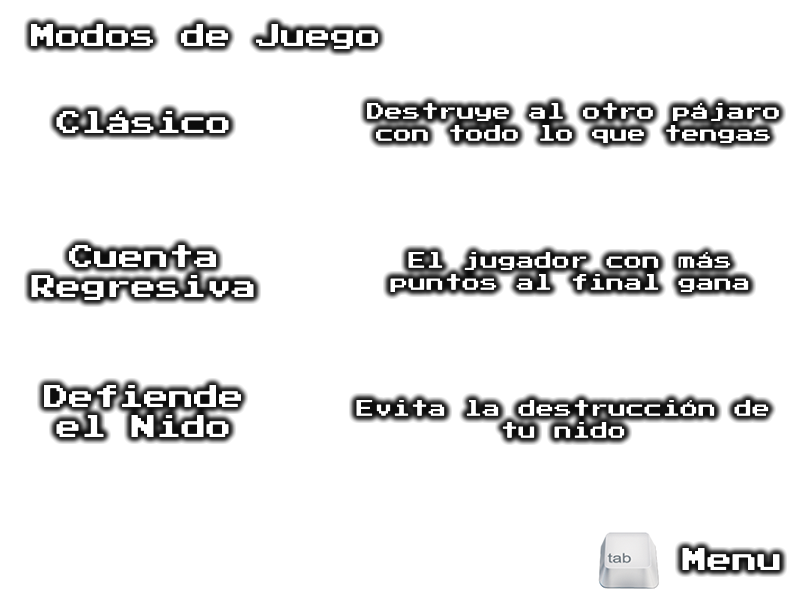 Modos de Juego
Clásico
Destruye al otro pájaro
con todo lo que tengas
Cuenta
Regresiva
El jugador con más
puntos al final gana
Defiende
el Nido
Evita la destrucción de
tu nido
tab
Menu